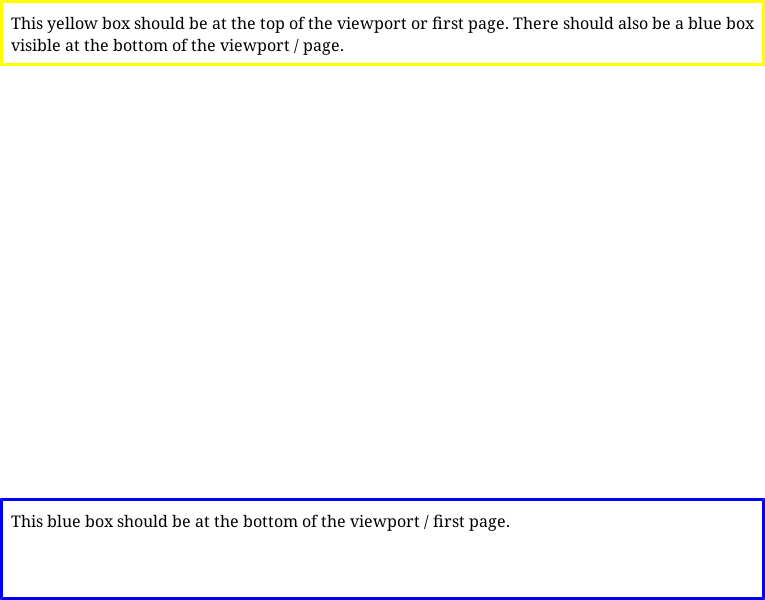 This yellow box should be at the top of the viewport or first page. There should also be a blue box
visible at the bottom of the viewport / page.
This blue box should be at the bottom of the viewport / first page.